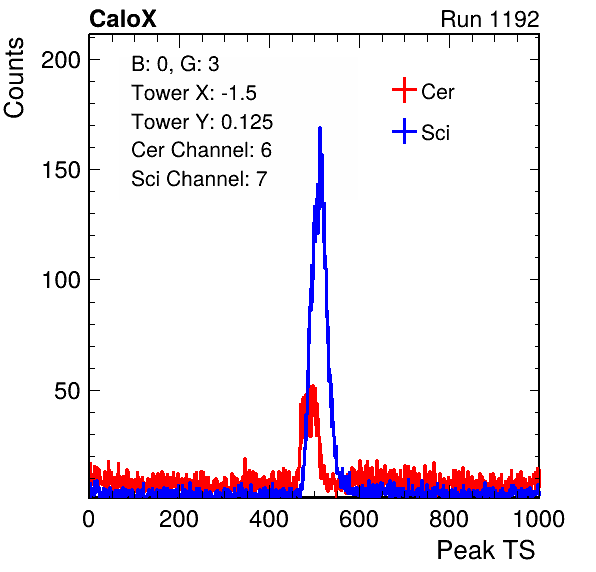 CaloX Run 1192
Counts
200
150
100
50
B: 0, G: 3
Tower X: -1.5
Tower Y: 0.125
Cer Channel: 6
Sci Channel: 7
Cer
Sci
0 200 400 600 800 1000
Peak TS